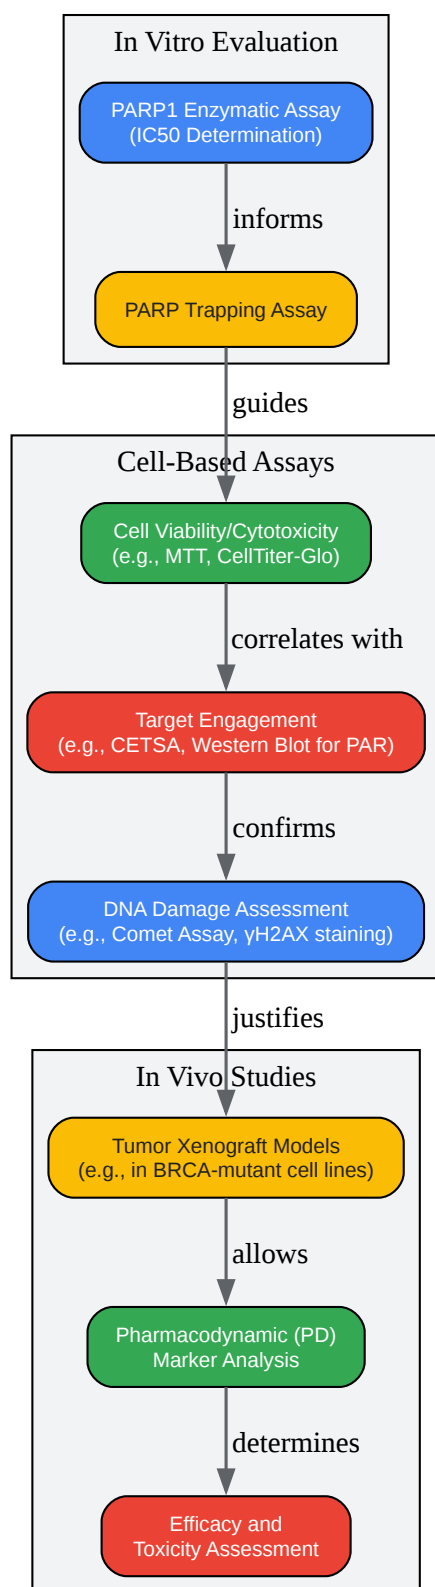 In Vitro Evaluation
PARP1 Enzymatic Assay
(IC50 Determination)
informs
PARP Trapping Assay
guides
Cell-Based Assays
Cell Viability/Cytotoxicity
(e.g., MTT, CellTiter-Glo)
correlates with
Target Engagement
(e.g., CETSA, Western Blot for PAR)
confirms
DNA Damage Assessment
(e.g., Comet Assay, γH2AX staining)
justifies
In Vivo Studies
Tumor Xenograft Models
(e.g., in BRCA-mutant cell lines)
allows
Pharmacodynamic (PD)
Marker Analysis
determines
Efficacy and
Toxicity Assessment